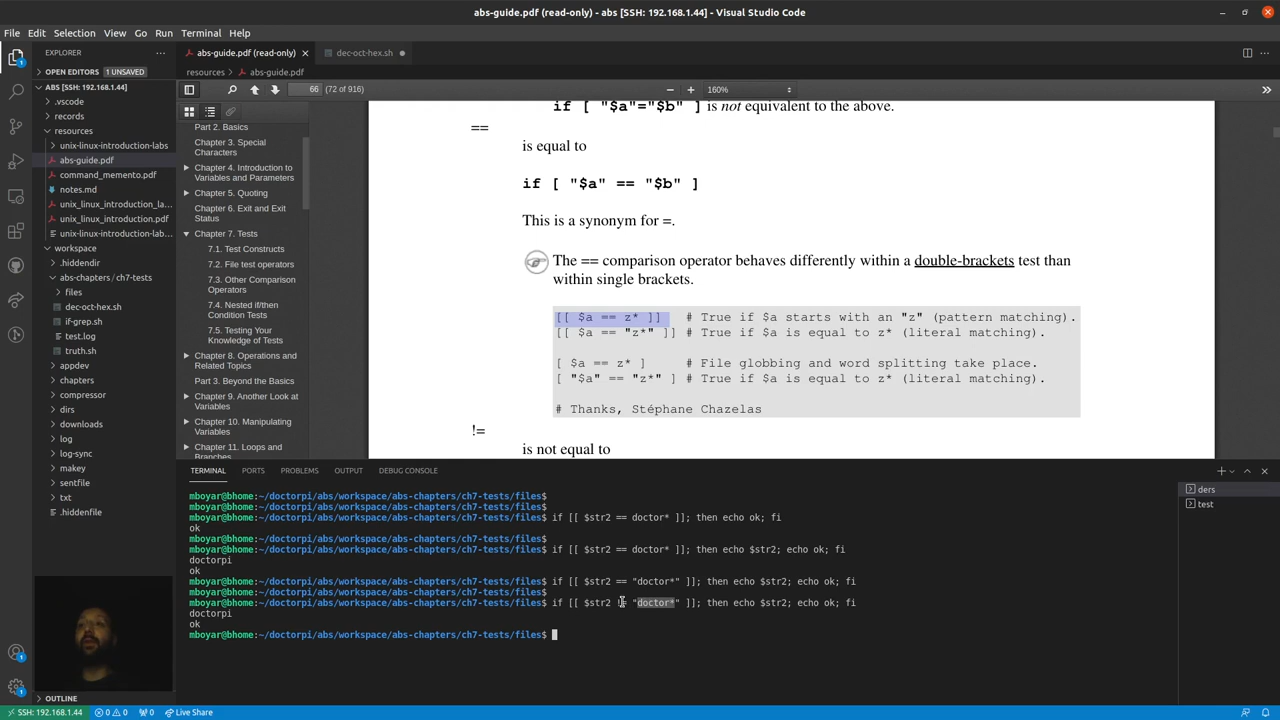 abs-guide.pdf (read-only) - abs [SSH: 192.168.1.44] - Visual Studio Code
File Edit Selection View Go Run Terminal Help
EXPLORER
OPEN EDITORS 1 UNSAVED
ABS [SSH: 192.168.1.44]
.vscode
records
resources
unix-linux-introduction-labs
abs-guide.pdf
command_memento.pdf
notes.md
unix_linux_introduction_la...
unix_linux_introduction.pdf
unix-linux-introduction-lab...
workspace
.hiddendir
abs-chapters / ch7-tests
files
dec-oct-hex.sh
if-grep.sh
test.log
truth.sh
appdev
chapters
compressor
dirs
downloads
log
log-sync
makey
sentfile
txt
.hiddenfile
OUTLINE
abs-guide.pdf (read-only)
dec-oct-hex.sh
resources > abs-guide.pdf
66 (72 of 916)
160%
Part 2. Basics
Chapter 3. Special
Characters
Chapter 4. Introduction to
Variables and Parameters
Chapter 5. Quoting
Chapter 6. Exit and Exit
Status
Chapter 7. Tests
7.1. Test Constructs
7.2. File test operators
7.3. Other Comparison
Operators
7.4. Nested if/then
Condition Tests
7.5. Testing Your
Knowledge of Tests
Chapter 8. Operations and
Related Topics
Part 3. Beyond the Basics
Chapter 9. Another Look at
Variables
Chapter 10. Manipulating
Variables
Chapter 11. Loops and
Branches
if [ "$a"="$b" ] is not equivalent to the above.
==
is equal to
if [ "$a" == "$b" ]
This is a synonym for =.
The == comparison operator behaves differently within a double-brackets test than
within single brackets.
[[ $a == z* ]] # True if $a starts with an "z" (pattern matching).
[[ $a == "z*" ]] # True if $a is equal to z* (literal matching).
[ $a == z* ] # File globbing and word splitting take place.
[ "$a" == "z*" ] # True if $a is equal to z* (literal matching).
# Thanks, Stéphane Chazelas
!=
is not equal to
TERMINAL PORTS PROBLEMS OUTPUT DEBUG CONSOLE
mboyar@bhome:~/doctorpi/abs/workspace/abs-chapters/ch7-tests/files$
mboyar@bhome:~/doctorpi/abs/workspace/abs-chapters/ch7-tests/files$
mboyar@bhome:~/doctorpi/abs/workspace/abs-chapters/ch7-tests/files$ if [[ $str2 == doctor* ]]; then echo ok; fi
ok
mboyar@bhome:~/doctorpi/abs/workspace/abs-chapters/ch7-tests/files$
mboyar@bhome:~/doctorpi/abs/workspace/abs-chapters/ch7-tests/files$ if [[ $str2 == doctor* ]]; then echo $str2; echo ok; fi
doctorpi
ok
mboyar@bhome:~/doctorpi/abs/workspace/abs-chapters/ch7-tests/files$ if [[ $str2 == "doctor*" ]]; then echo $str2; echo ok; fi
mboyar@bhome:~/doctorpi/abs/workspace/abs-chapters/ch7-tests/files$
mboyar@bhome:~/doctorpi/abs/workspace/abs-chapters/ch7-tests/files$ if [[ $str2 != "doctor*" ]]; then echo $str2; echo ok; fi
doctorpi
ok
mboyar@bhome:~/doctorpi/abs/workspace/abs-chapters/ch7-tests/files$
ders
test
1
1
1
SSH: 192.168.1.44 0 0 0 Live Share